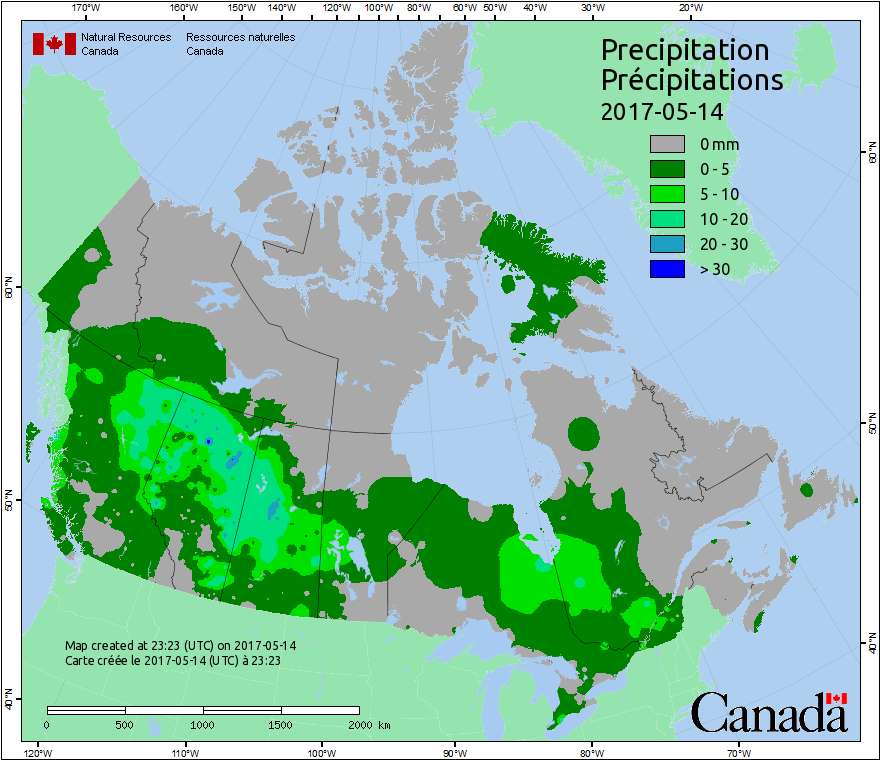 170°W 160°W 150°W 140°W 130°W 120°W 110°W 100°W 90°W 80°W 70°W 60°W 50°W 40°W 30°W 20°W
Natural Resources Canada
Ressources naturelles Canada
Precipitation
Précipitations
2017-05-14
0 mm
0 - 5
5 - 10
10 - 20
20 - 30
> 30
60°N
50°N
40°N
60°N
50°N
40°N
Map created at 23:23 (UTC) on 2017-05-14
Carte créée le 2017-05-14 (UTC) à 23:23
0 500 1000 1500 2000 km
Canada
120°W 110°W 100°W 90°W 80°W 70°W